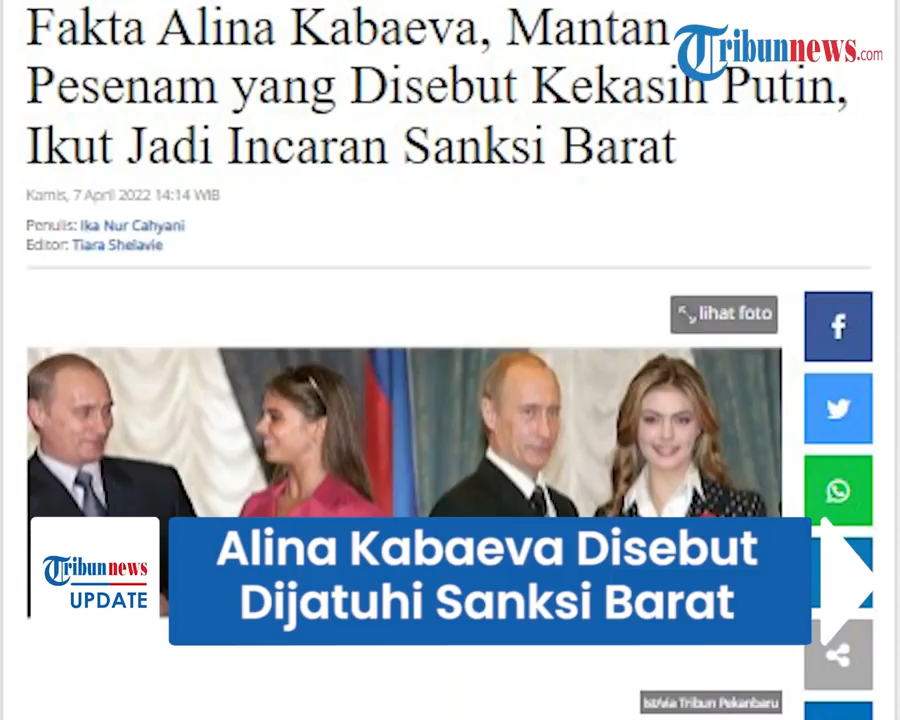 Fakta Alina Kabaeva, Mantan
Tribunnews.com
Pesenam yang Disebut Kekasih Putin,
Ikut Jadi Incaran Sanksi Barat
Kamis, 7 April 2022 14:14 WIB
Penulis: Ika Nur Cahyani
Editor: Tiara Shelavie
lihat foto
Tribunnews
UPDATE
Alina Kabaeva Disebut
Dijatuhi Sanksi Barat
Ist/via Tribun Pekanbaru